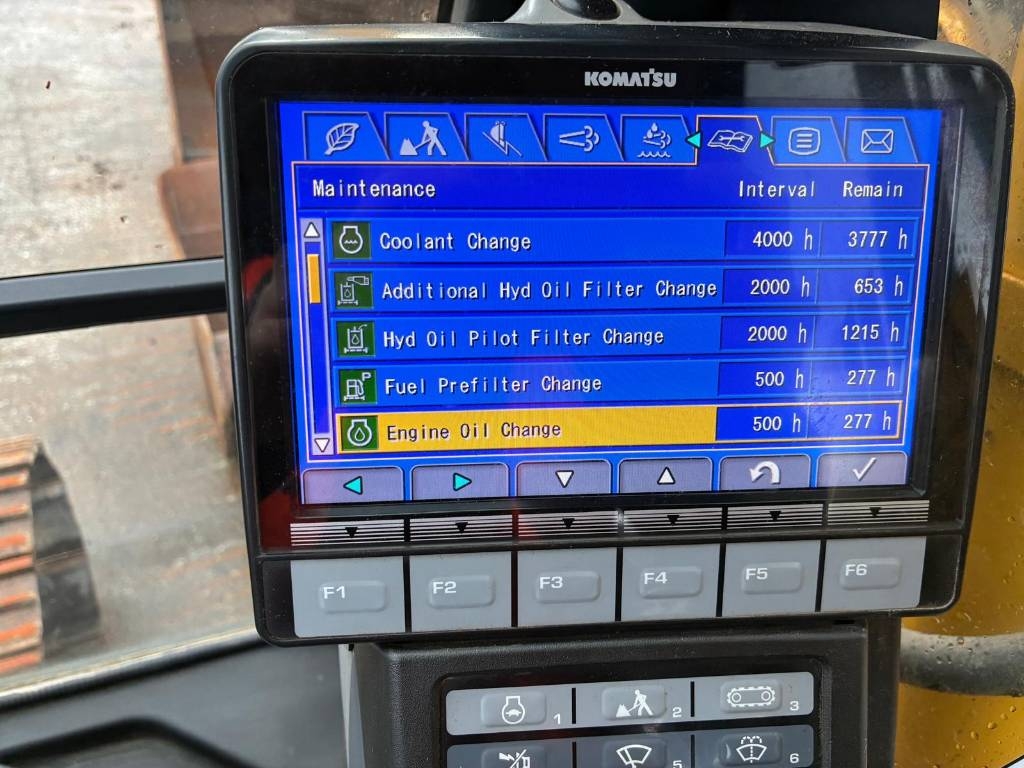 KOMATSU
Maintenance Interval Remain
Coolant Change 4000 h 3777 h
Additional Hyd Oil Filter Change 2000 h 653 h
Hyd Oil Pilot Filter Change 2000 h 1215 h
Fuel Prefilter Change 500 h 277 h
Engine Oil Change 500 h 277 h
F1 F2 F3 F4 F5 F6
1 2 3
5 6